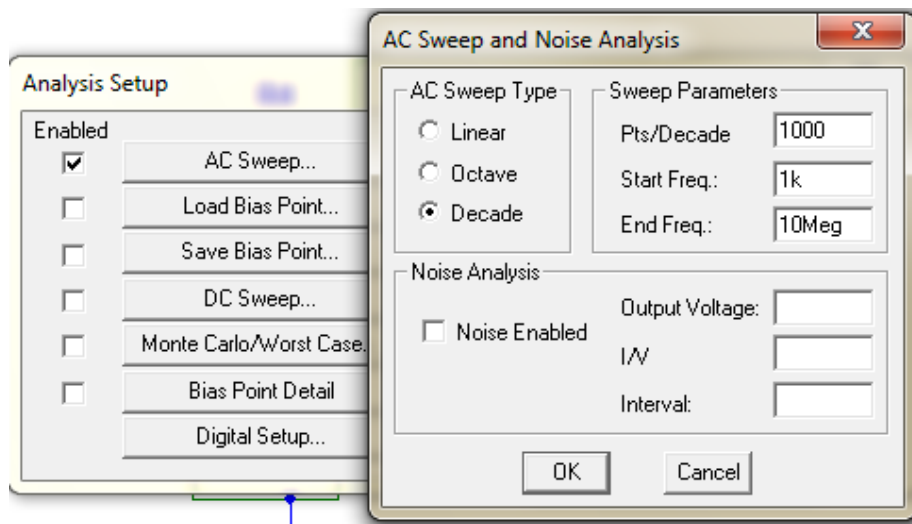 Analysis Setup
Enabled
AC Sweep...
Load Bias Point...
Save Bias Point...
DC Sweep...
Monte Carlo/Worst Case.
Bias Point Detail
Digital Setup...
AC Sweep and Noise Analysis
AC Sweep Type
Linear
Octave
Decade
Sweep Parameters
Pts/Decade 1000
Start Freq.: 1k
End Freq.: 10Meg
Noise Analysis
Noise Enabled
Output Voltage:
I/V
Interval:
OK Cancel